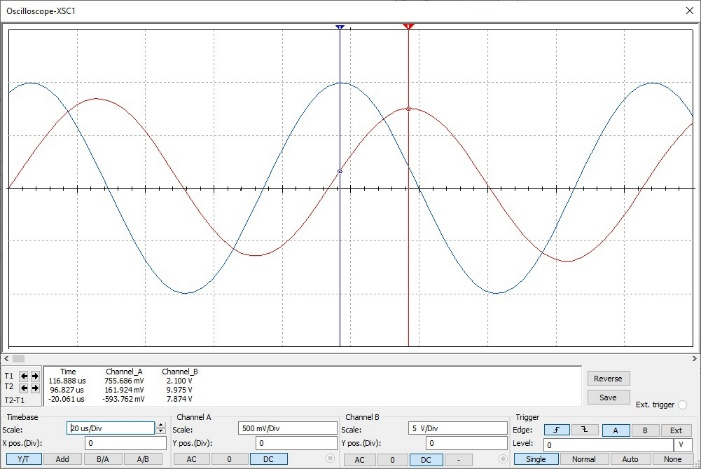 Oscilloscope-XSC1
Time Channel_A Channel_B
T1 116.888 us 755.686 mV 2.100 V
T2 96.827 us 161.924 mV 9.975 V
T2-T1 -20.061 us -593.762 mV 7.874 V
Reverse
Save
Ext. trigger
Timebase
Scale: 20 us/Div
X pos.(Div): 0
Y/T Add B/A A/B
Channel A
Scale: 500 mV/Div
Y pos.(Div): 0
AC 0 DC
Channel B
Scale: 5 V/Div
Y pos.(Div): 0
AC 0 DC -
Trigger
Edge: A B Ext
Level: 0 V
Single Normal Auto None